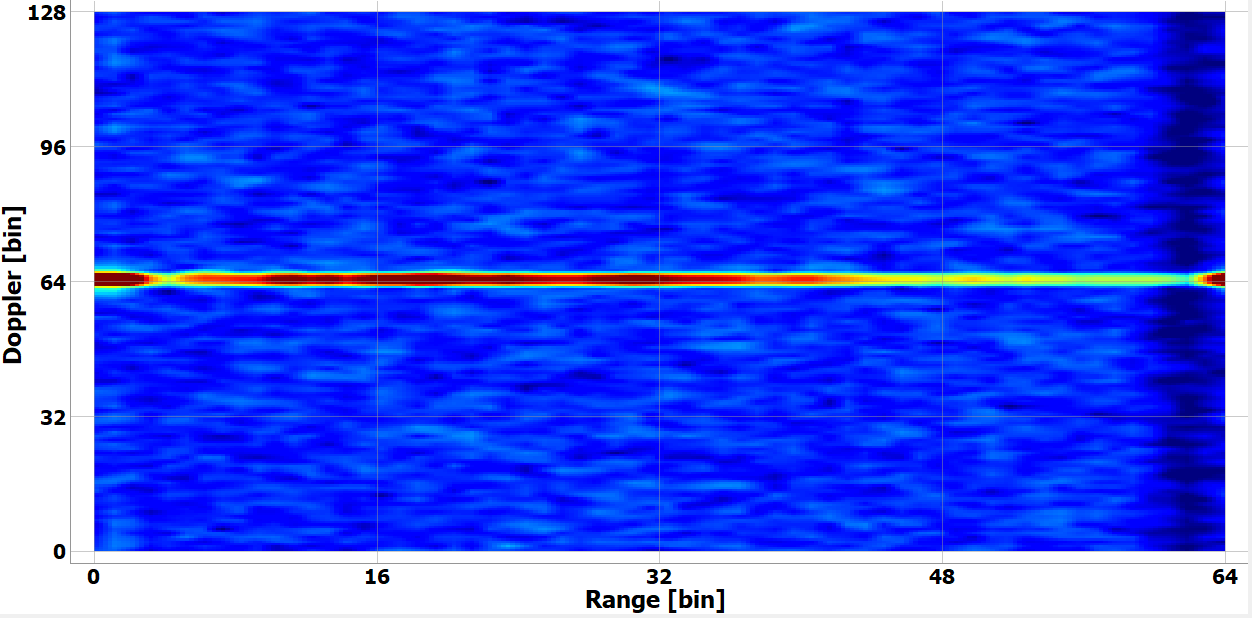 128
96
64
32
0
Doppler [bin]
0 16 32 48 64
Range [bin]